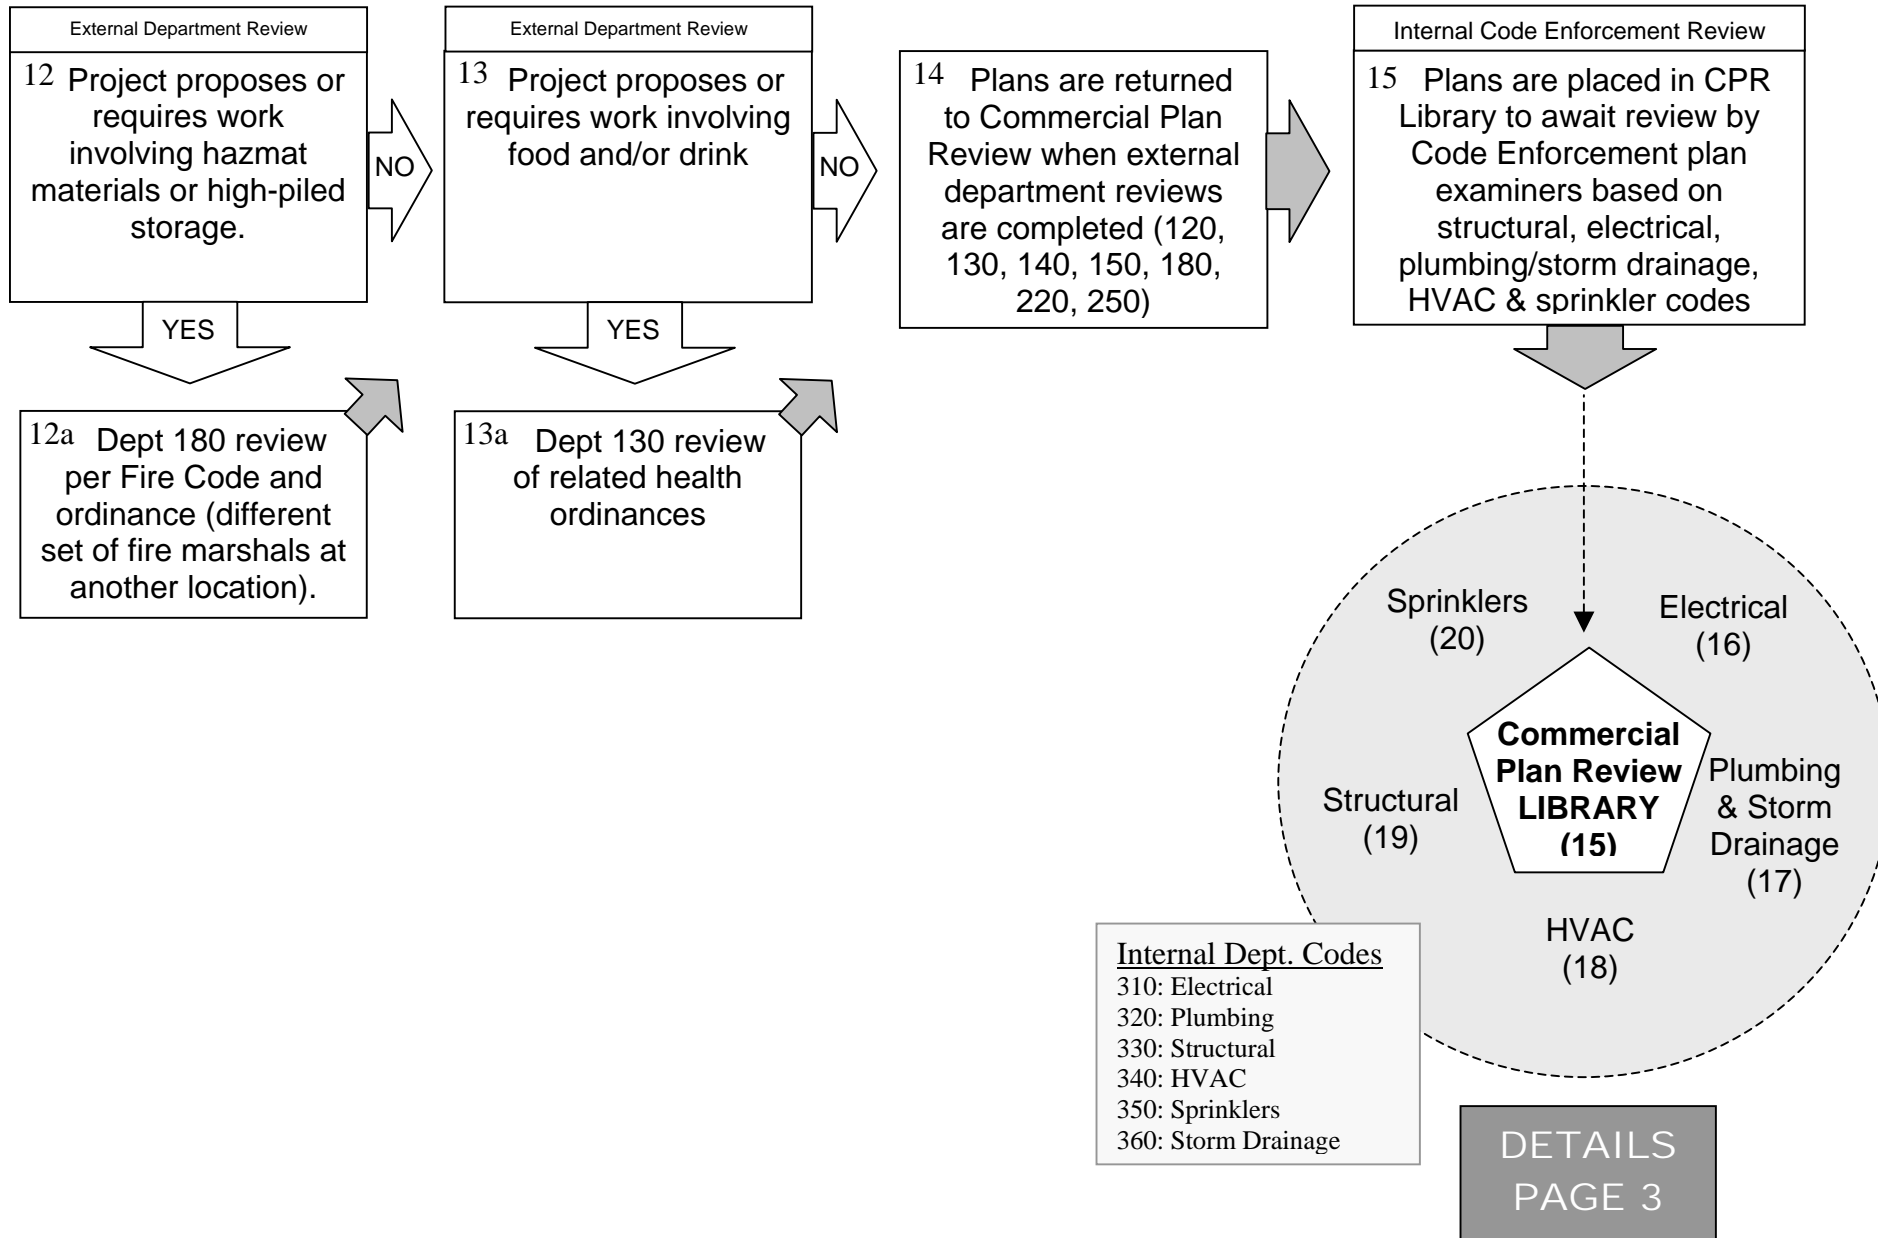 External Department Review
12 Project proposes or
requires work
involving hazmat
materials or high-piled
storage.
NO
YES
12a Dept 180 review
per Fire Code and
ordinance (different
set of fire marshals at
another location).
External Department Review
13 Project proposes or
requires work involving
food and/or drink
NO
YES
13a Dept 130 review
of related health
ordinances
14 Plans are returned
to Commercial Plan
Review when external
department reviews
are completed (120,
130, 140, 150, 180,
220, 250)
Internal Code Enforcement Review
15 Plans are placed in CPR
Library to await review by
Code Enforcement plan
examiners based on
structural, electrical,
plumbing/storm drainage,
HVAC & sprinkler codes
Sprinklers
(20)
Electrical
(16)
Commercial
Plan Review
LIBRARY
(15)
Plumbing
& Storm
Drainage
(17)
Structural
(19)
HVAC
(18)
Internal Dept. Codes
310: Electrical
320: Plumbing
330: Structural
340: HVAC
350: Sprinklers
360: Storm Drainage
DETAILS
PAGE 3